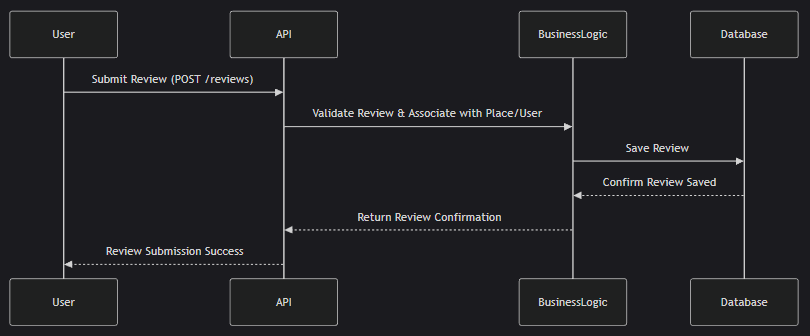 User
API
BusinessLogic
Database
Submit Review (POST /reviews)
Validate Review & Associate with Place/User
Save Review
Confirm Review Saved
Return Review Confirmation
Review Submission Success
User
API
BusinessLogic
Database